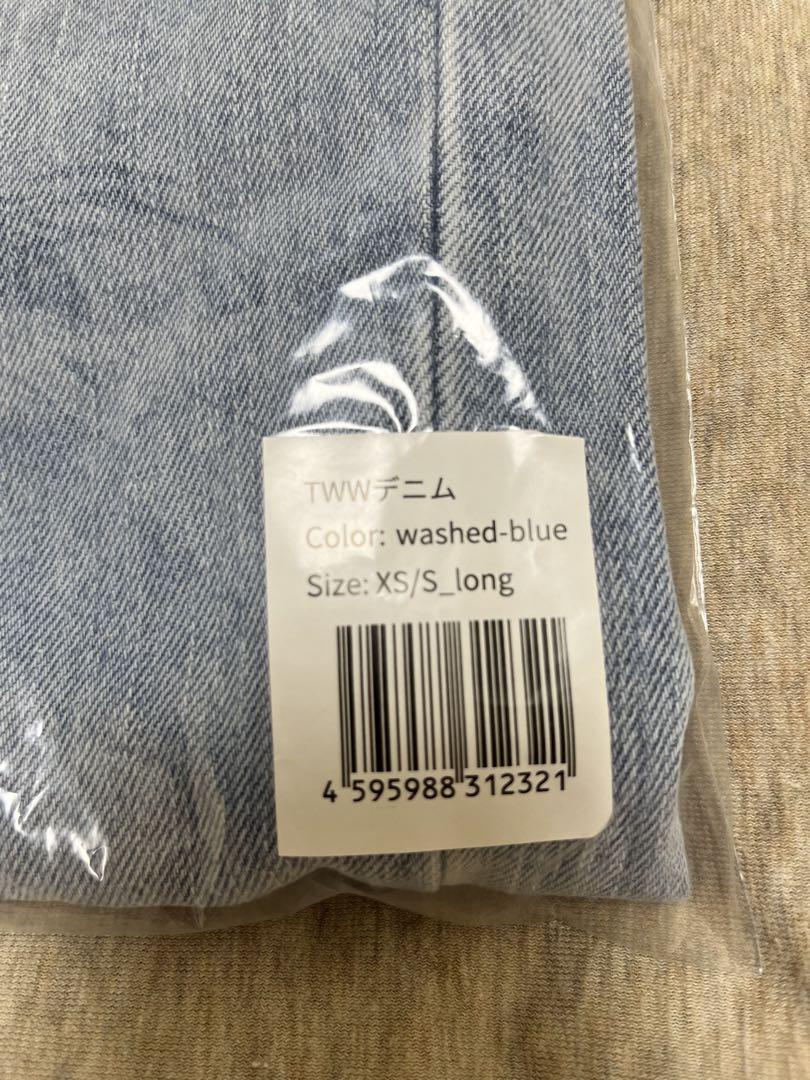 TWWデニム
Color: washed-blue
Size: XS/S_long
4 595988 312321